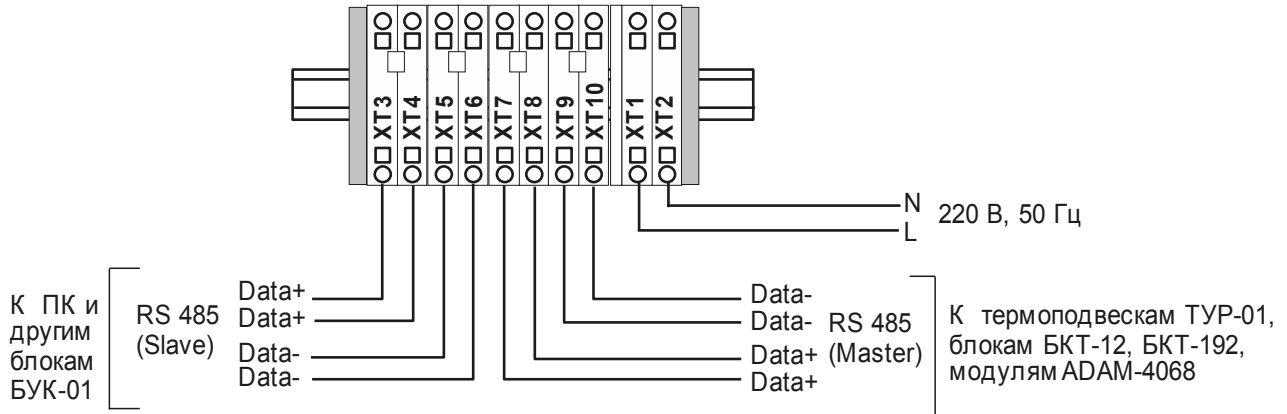 XT3
XT4
XT5
XT6
XT7
XT8
XT9
XT10
XT1
XT2
N
L
220 В, 50 Гц
К ПК и
другим
блокам
БУК-01
RS 485
(Slave)
Data+
Data+
Data-
Data-
Data-
Data-
Data+
Data+
RS 485
(Master)
К термоподвескам ТУР-01,
блокам БКТ-12, БКТ-192,
модулям ADAM-4068